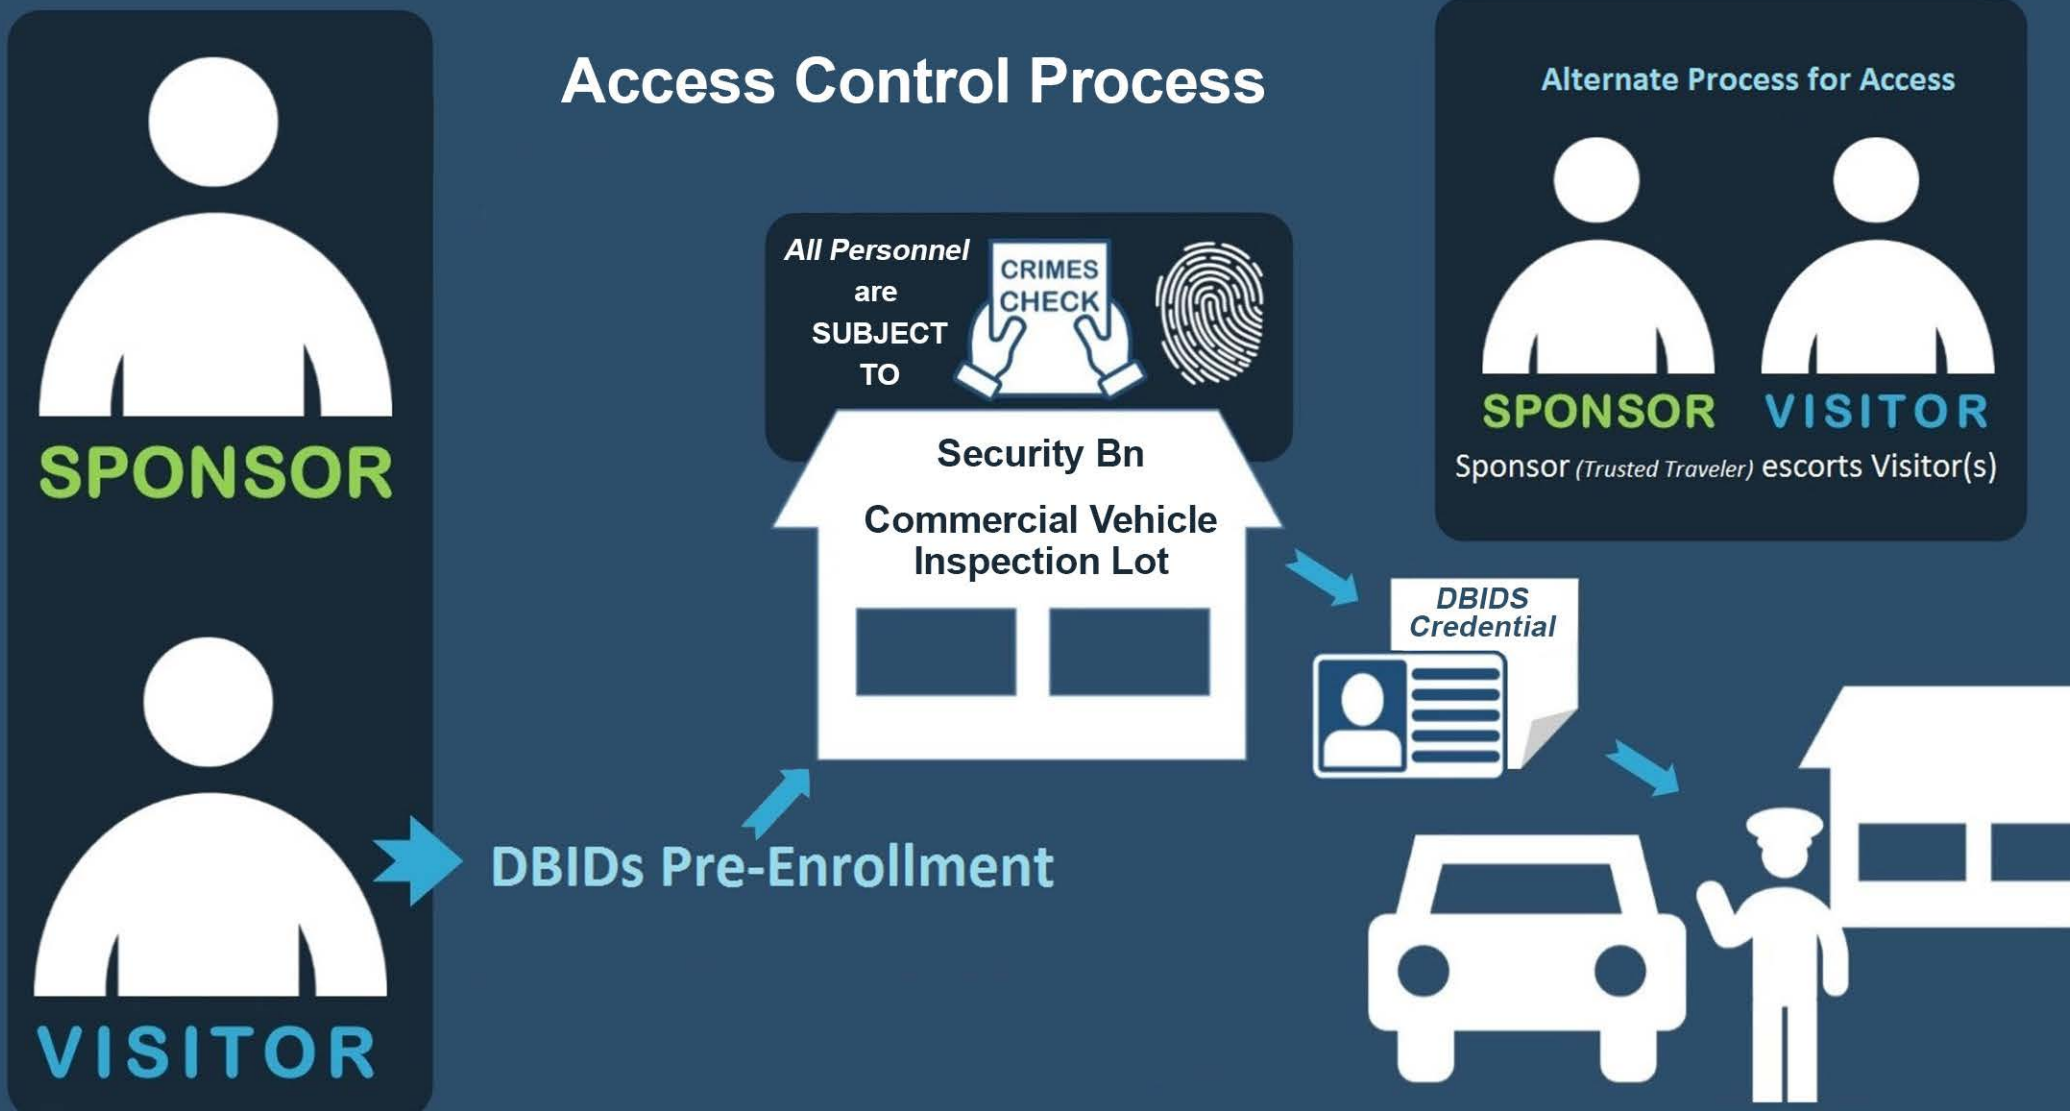 Access Control Process
SPONSOR
VISITOR
DBIDs Pre-Enrollment
All Personnel
are
SUBJECT
TO
CRIMES
CHECK
Security Bn
Commercial Vehicle
Inspection Lot
DBIDS
Credential
Alternate Process for Access
SPONSOR VISITOR
Sponsor (Trusted Traveler) escorts Visitor(s)